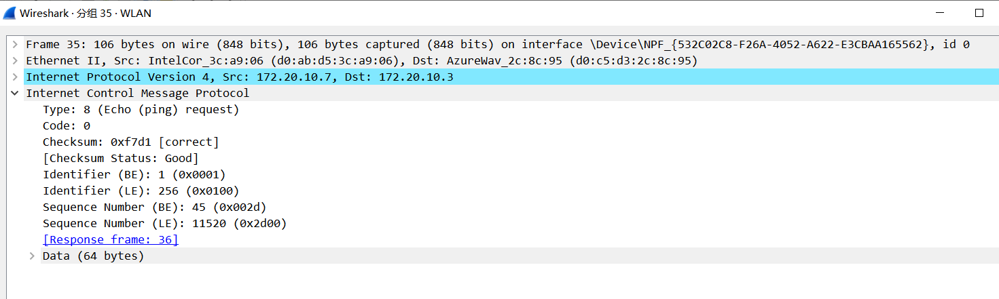 Wireshark · 分组 35 · WLAN
Frame 35: 106 bytes on wire (848 bits), 106 bytes captured (848 bits) on interface \Device\NPF_{532C02C8-F26A-4052-A622-E3CBAA165562}, id 0
Ethernet II, Src: IntelCor_3c:a9:06 (d0:ab:d5:3c:a9:06), Dst: AzureWav_2c:8c:95 (d0:c5:d3:2c:8c:95)
Internet Protocol Version 4, Src: 172.20.10.7, Dst: 172.20.10.3
Internet Control Message Protocol
Type: 8 (Echo (ping) request)
Code: 0
Checksum: 0xf7d1 [correct]
[Checksum Status: Good]
Identifier (BE): 1 (0x0001)
Identifier (LE): 256 (0x0100)
Sequence Number (BE): 45 (0x002d)
Sequence Number (LE): 11520 (0x2d00)
[Response frame: 36]
Data (64 bytes)